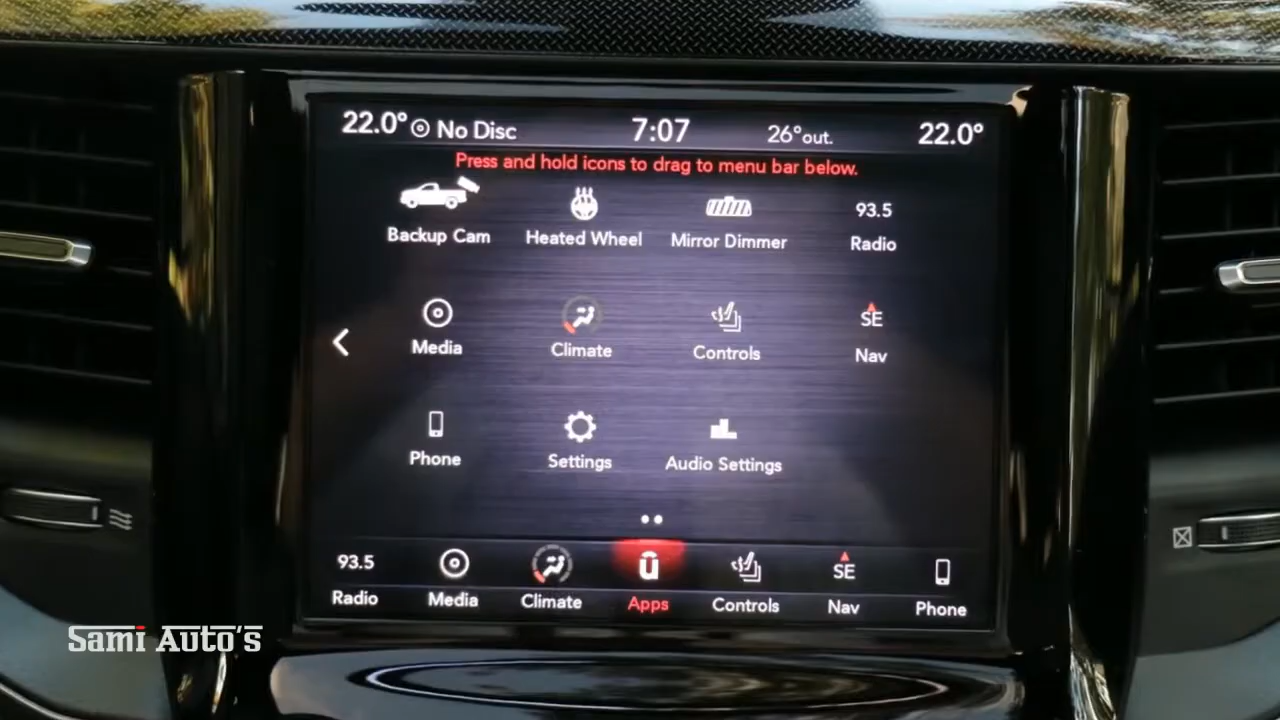 22.0° No Disc 7:07 26°out. 22.0°
Press and hold icons to drag to menu bar below.
93.5
Backup Cam Heated Wheel Mirror Dimmer Radio
SE
Media Climate Controls Nav
Phone Settings Audio Settings
93.5 SE
Radio Media Climate Apps Controls Nav Phone
Sami Auto's